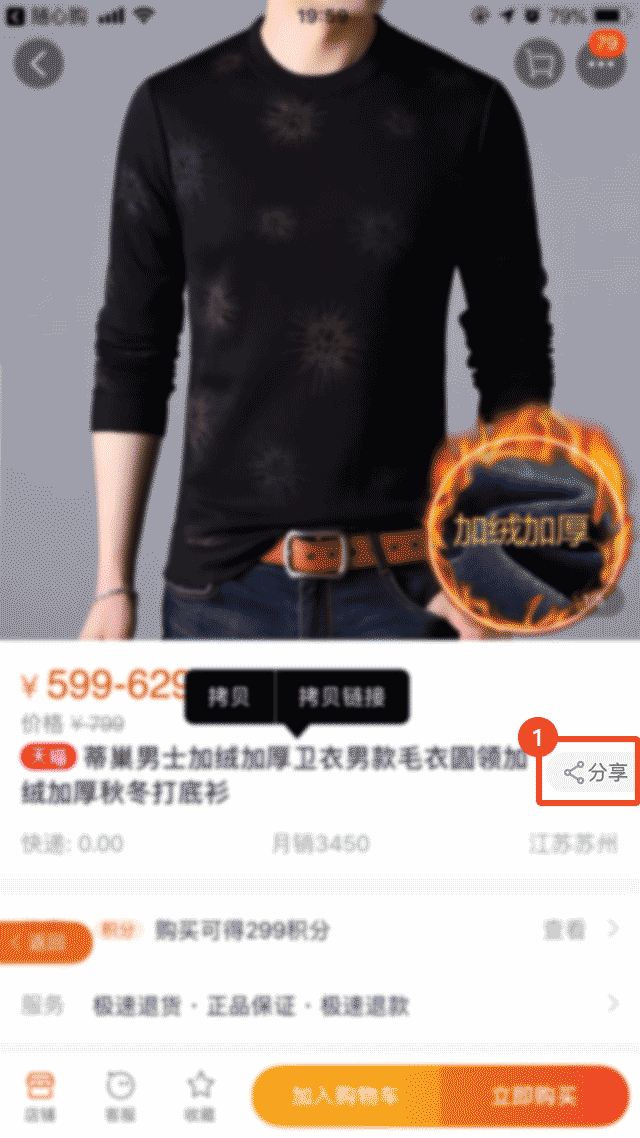 随心购 19:59 79%
79
加绒加厚
¥599-629
拷贝 拷贝链接
价格 ¥799
1
天猫 蒂巢男士加绒加厚卫衣男款毛衣圆领加
分享
绒加厚秋冬打底衫
快递: 0.00 月销3450 江苏苏州
积分 购买可得299积分 查看
服务 极速退货 · 正品保证 · 极速退款
店铺 客服 收藏 加入购物车 立即购买